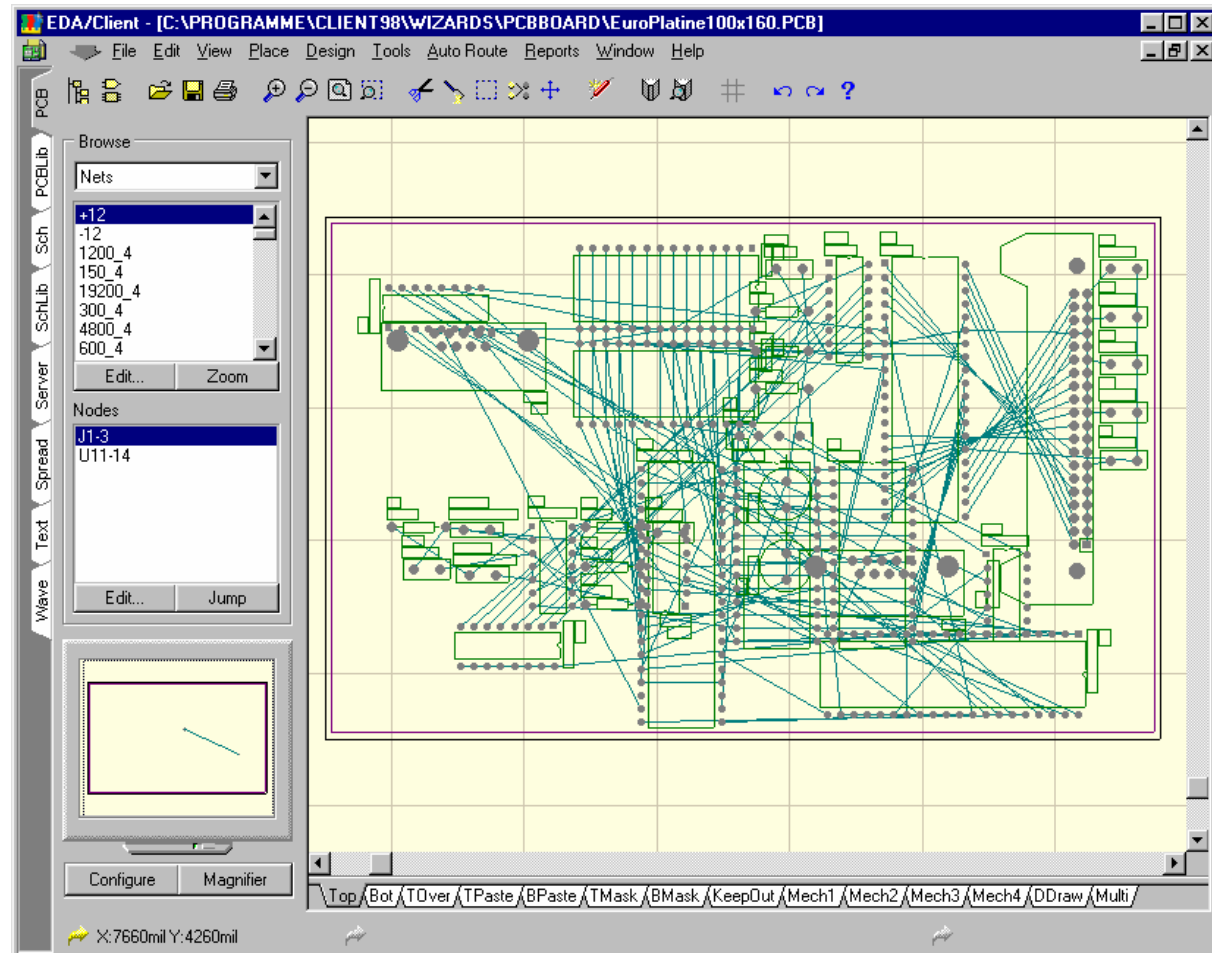 EDA/Client - [C:\PROGRAMME\CLIENT98\WIZARDS\PCBBOARD\EuroPlatine100x160.PCB]
File Edit View Place Design Tools Auto Route Reports Window Help
PCB
PCBLib
Sch
SchLib
Server
Spread
Text
Wave
Browse
Nets
+12
-12
1200_4
150_4
19200_4
300_4
4800_4
600_4
Edit... Zoom
Nodes
J1-3
U11-14
Edit... Jump
Configure Magnifier
Top Bot TOver TPaste BPaste TMask BMask KeepOut Mech1 Mech2 Mech3 Mech4 DDraw Multi
X:7660mil Y:4260mil